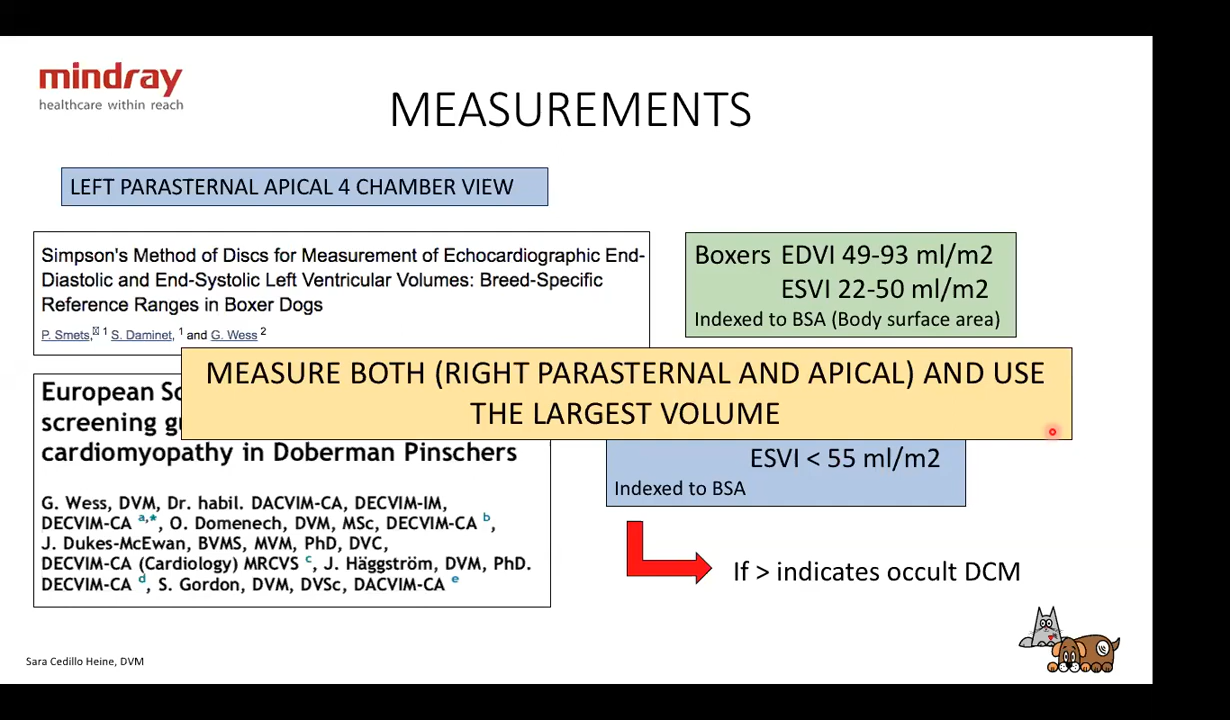 mindray
healthcare within reach
MEASUREMENTS
LEFT PARASTERNAL APICAL 4 CHAMBER VIEW
Simpson's Method of Discs for Measurement of Echocardiographic End-
Diastolic and End-Systolic Left Ventricular Volumes: Breed-Specific
Reference Ranges in Boxer Dogs
P. Smets, 1 S. Daminet, 1 and G. Wess 2
Boxers EDVI 49-93 ml/m2
ESVI 22-50 ml/m2
Indexed to BSA (Body surface area)
MEASURE BOTH (RIGHT PARASTERNAL AND APICAL) AND USE
THE LARGEST VOLUME
European
screening
cardiomyopathy in Doberman Pinschers
G. Wess, DVM, Dr. habil. DACVIM-CA, DECVIM-IM,
DECVIM-CA a,*, O. Domenech, DVM, MSc, DECVIM-CA b,
J. Dukes-McEwan, BVMS, MVM, PhD, DVC,
DECVIM-CA (Cardiology) MRCVS c, J. Häggström, DVM, PhD.
DECVIM-CA d, S. Gordon, DVM, DVSc, DACVIM-CA e
ESVI < 55 ml/m2
Indexed to BSA
If > indicates occult DCM
Sara Cedillo Heine, DVM